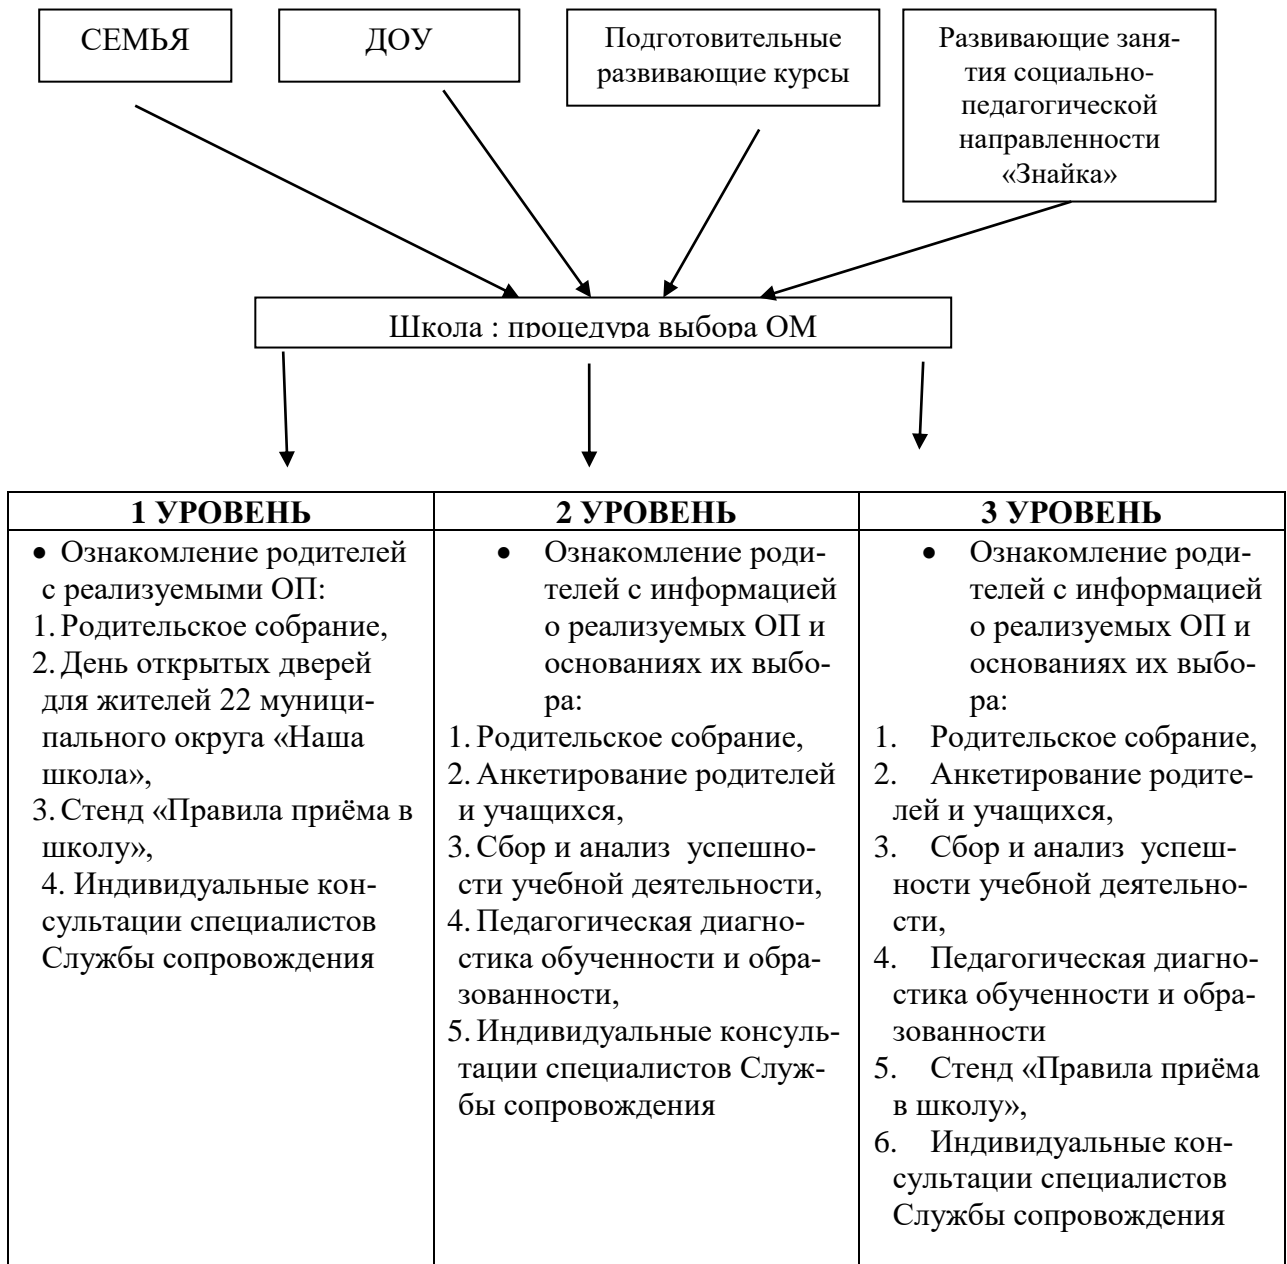 СЕМЬЯ
ДОУ
Подготовительные
развивающие курсы
Развивающие заня-
тия социально-
педагогической
направленности
«Знайка»
Школа : процедура выбора ОМ
1 УРОВЕНЬ
• Ознакомление родителей
с реализуемыми ОП:
1. Родительское собрание,
2. День открытых дверей
для жителей 22 муници-
пального округа «Наша
школа»,
3. Стенд «Правила приёма в
школу»,
4. Индивидуальные кон-
сультации специалистов
Службы сопровождения
2 УРОВЕНЬ
• Ознакомление роди-
телей с информацией
о реализуемых ОП и
основаниях их выбо-
ра:
1. Родительское собрание,
2. Анкетирование родителей
и учащихся,
3. Сбор и анализ успешно-
сти учебной деятельности,
4. Педагогическая диагно-
стика обученности и обра-
зованности,
5. Индивидуальные консуль-
тации специалистов Служ-
бы сопровождения
3 УРОВЕНЬ
• Ознакомление роди-
телей с информацией
о реализуемых ОП и
основаниях их выбо-
ра:
1. Родительское собрание,
2. Анкетирование родите-
лей и учащихся,
3. Сбор и анализ успеш-
ности учебной деятельно-
сти,
4. Педагогическая диагно-
стика обученности и обра-
зованности
5. Стенд «Правила приёма
в школу»,
6. Индивидуальные кон-
сультации специалистов
Службы сопровождения